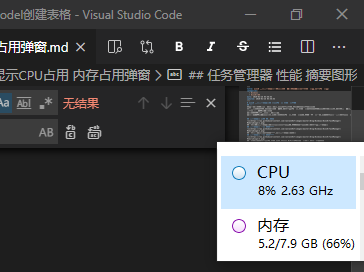 odel创建表格 - Visual Studio Code
占用弹窗.md
B
S
显示CPU占用 内存占用弹窗 > abc ## 任务管理器 性能 摘要图形
Aa Abl .* 无结果
AB
CPU
8% 2.63 GHz
内存
5.2/7.9 GB (66%)